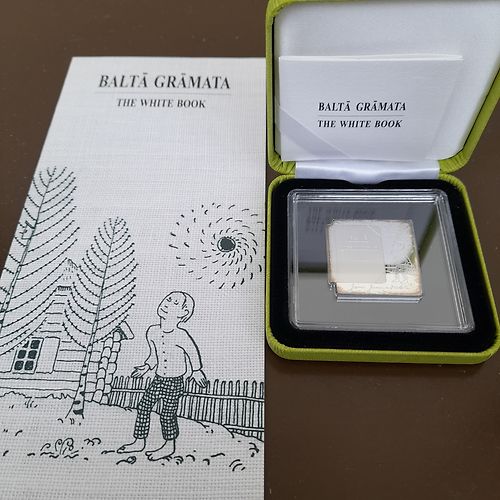 BALTĀ GRĀMATA
THE WHITE BOOK
BALTĀ GRĀMATA
THE WHITE BOOK